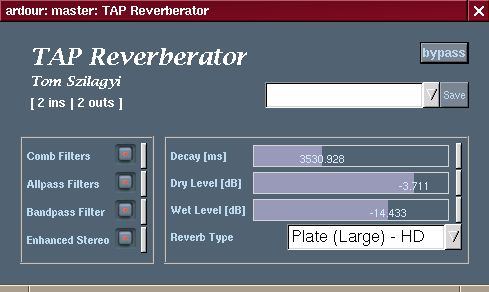 ardour: master: TAP Reverberator
TAP Reverberator
bypass
Tom Szilagyi
[ 2 ins | 2 outs ]
Save
Comb Filters
Allpass Filters
Bandpass Filter
Enhanced Stereo
Decay [ms] 3530.928
Dry Level [dB] -3.711
Wet Level [dB] -14.433
Reverb Type Plate (Large) - HD